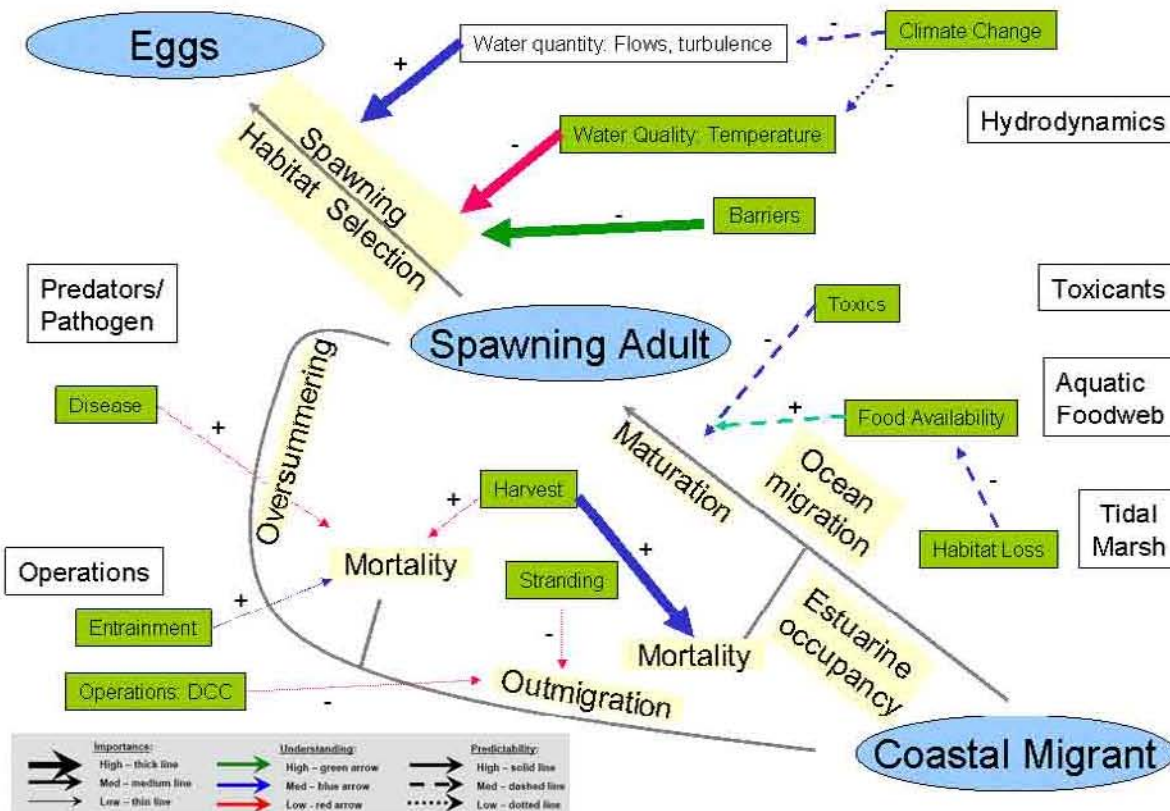 Eggs
Water quantity: Flows, turbulence
-
Climate Change
+
-
Spawning
Habitat Selection
-
Water Quality: Temperature
Hydrodynamics
-
Barriers
Predators/
Pathogen
Toxics
Toxicants
Spawning Adult
-
Disease
+
Oversummering
Maturation
+
Food Availability
Aquatic
Foodweb
Ocean
migration
-
+
Harvest
+
Habitat Loss
Tidal
Marsh
Operations
Mortality
Stranding
+
Entrainment
-
Mortality
Estuarine
occupancy
Operations: DCC
-
Outmigration
Coastal Migrant
Importance:
High – thick line
Med – medium line
Low – thin line
Understanding:
High – green arrow
Med – blue arrow
Low - red arrow
Predictability:
High – solid line
Med – dashed line
Low – dotted line